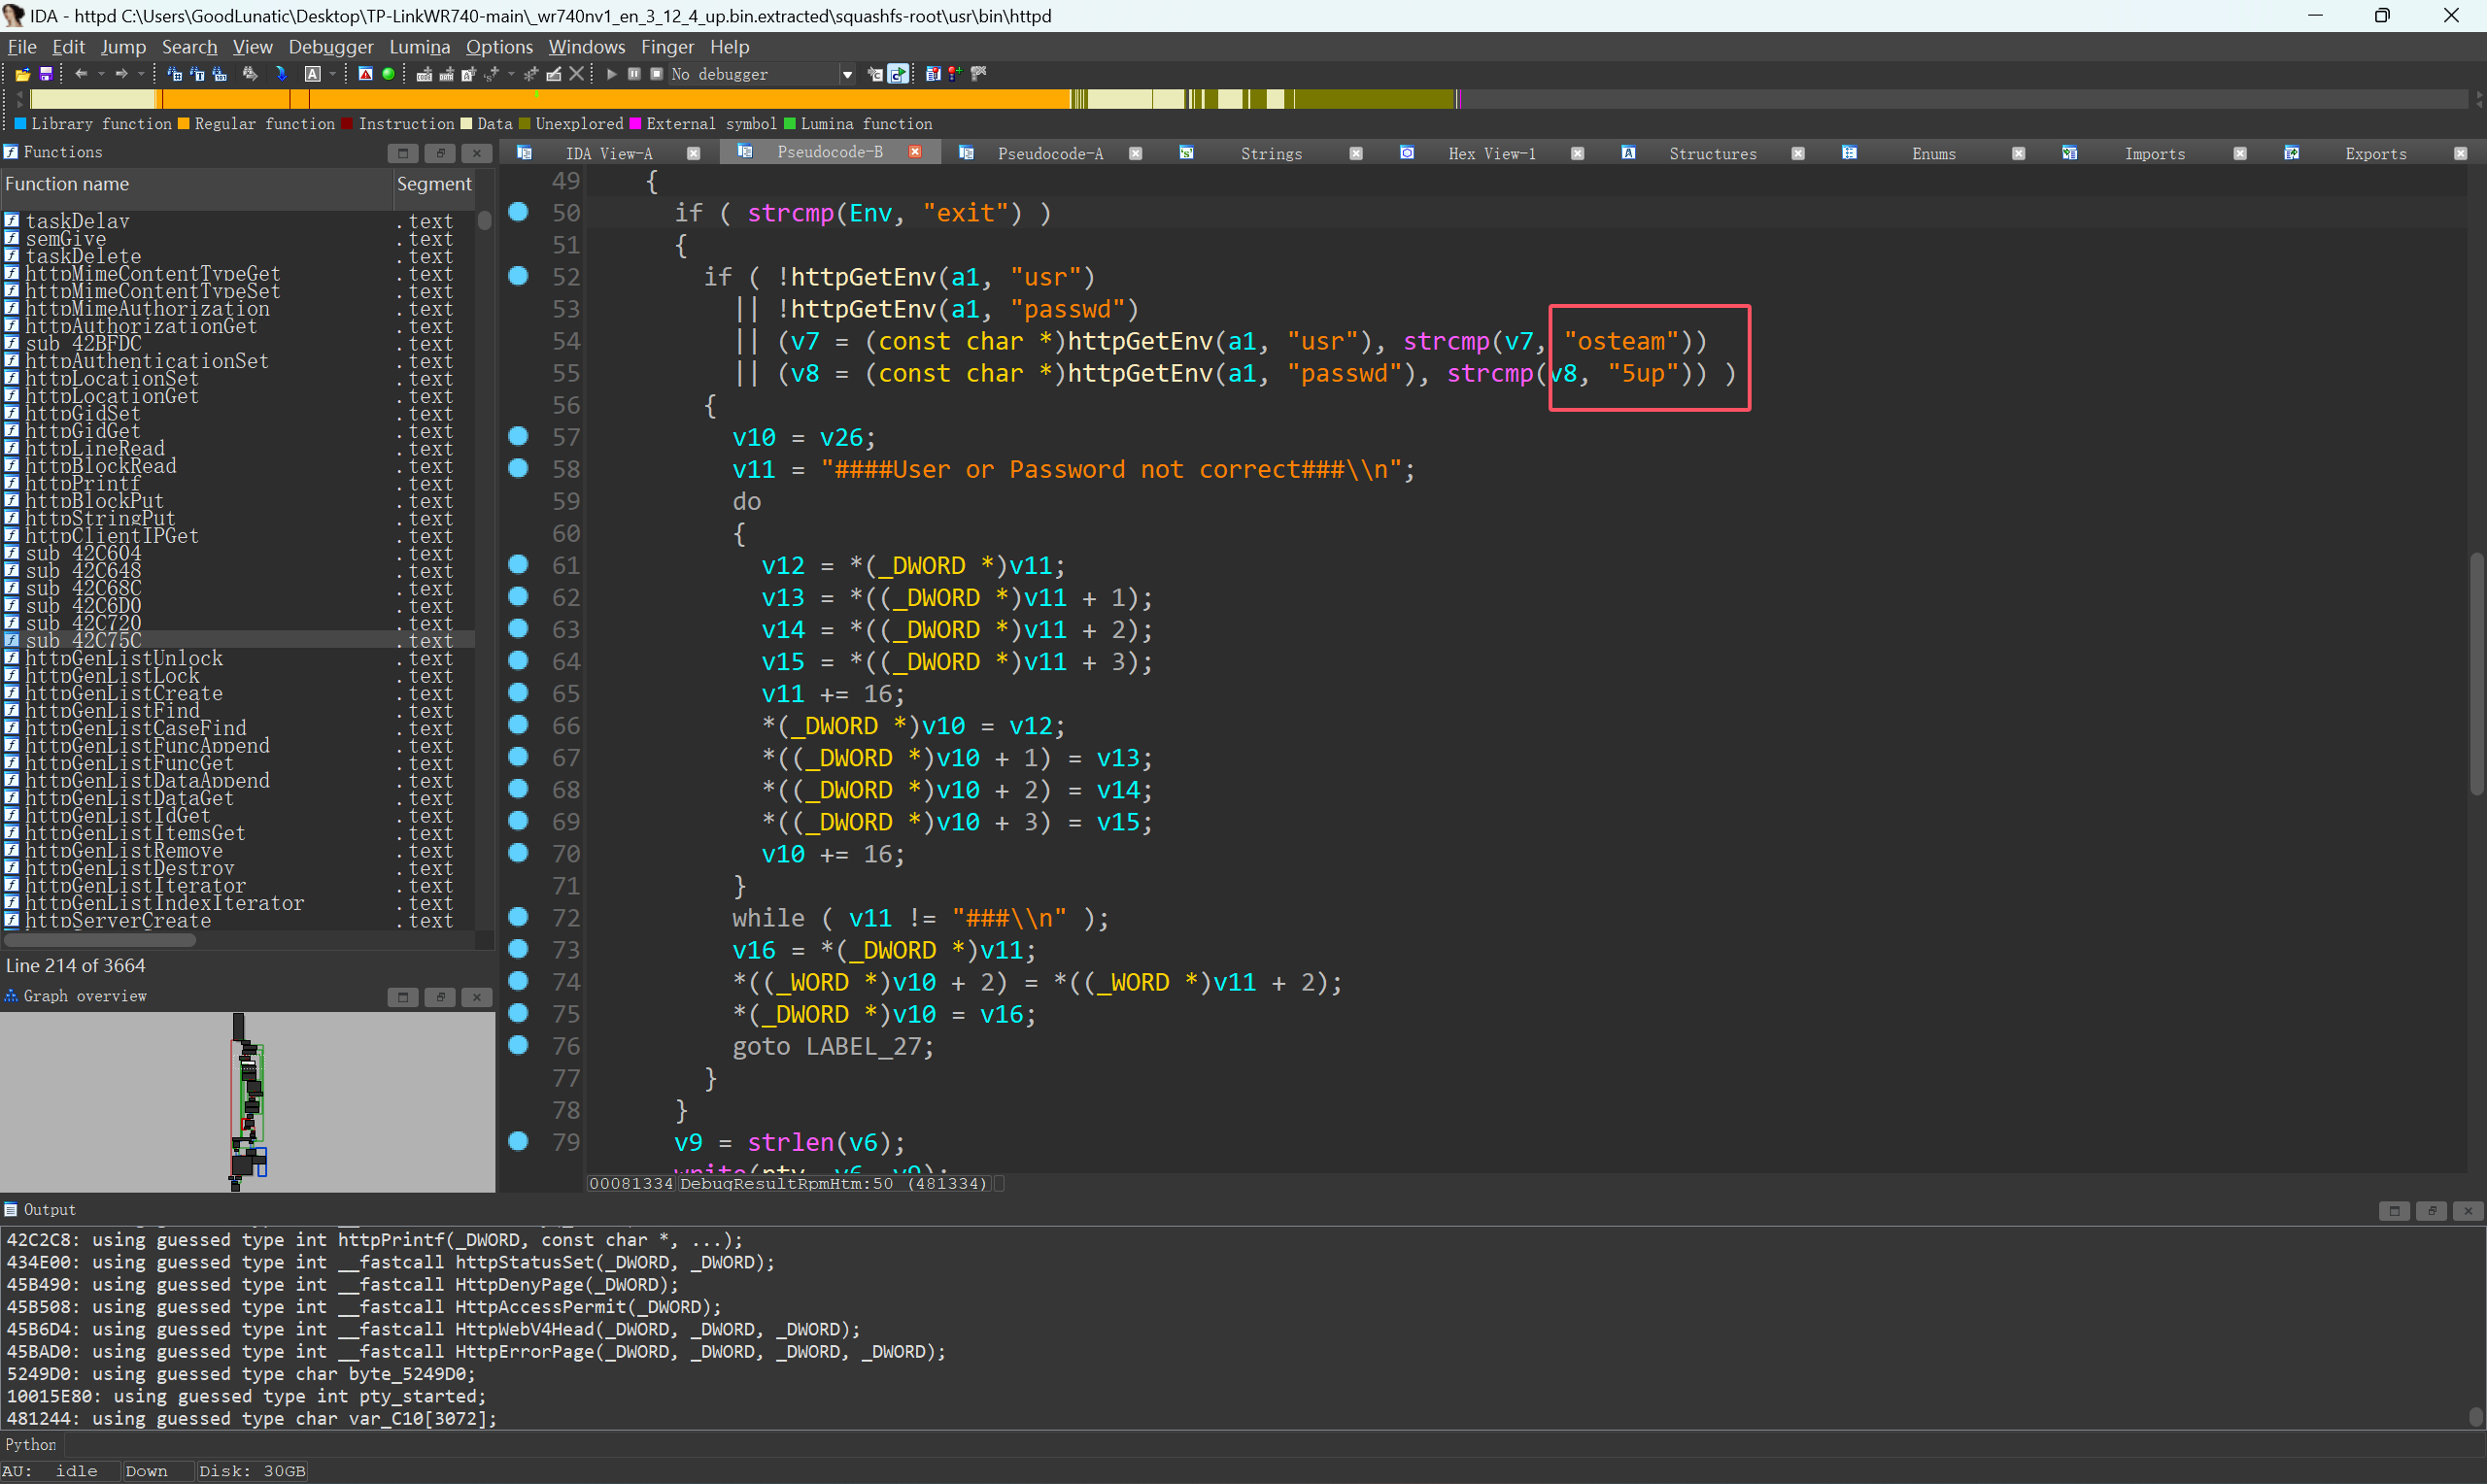 IDA - httpd C:\Users\GoodLunatic\Desktop\TP-LinkWR740-main\_wr740nv1_en_3_12_4_up.bin.extracted\squashfs-root\usr\bin\httpd
File Edit Jump Search View Debugger Lumina Options Windows Finger Help
No debugger
Library function Regular function Instruction Data Unexplored External symbol Lumina function
Functions
Function name Segment
taskDelay .text
semGive .text
taskDelete .text
httpMimeContentTypeGet .text
httpMimeContentTypeSet .text
httpMimeAuthorization .text
httpAuthorizationGet .text
sub_42BFDC .text
httpAuthenticationSet .text
httpLocationSet .text
httpLocationGet .text
httpGidSet .text
httpGidGet .text
httpLineRead .text
httpBlockRead .text
httpPrintf .text
httpBlockPut .text
httpStringPut .text
httpClientIPGet .text
sub_42C604 .text
sub_42C648 .text
sub_42C68C .text
sub_42C6D0 .text
sub_42C720 .text
sub_42C75C .text
httpGenListUnlock .text
httpGenListLock .text
httpGenListCreate .text
httpGenListFind .text
httpGenListCaseFind .text
httpGenListFuncAppend .text
httpGenListFuncGet .text
httpGenListDataAppend .text
httpGenListDataGet .text
httpGenListIdGet .text
httpGenListItemsGet .text
httpGenListRemove .text
httpGenListDestroy .text
httpGenListIterator .text
httpGenListIndexIterator .text
httpServerCreate .text
Line 214 of 3664
Graph overview
IDA View-A Pseudocode-B Pseudocode-A Strings Hex View-1 Structures Enums Imports Exports
49 {
50 if ( strcmp(Env, "exit") )
51 {
52 if ( !httpGetEnv(a1, "usr")
53 || !httpGetEnv(a1, "passwd")
54 || (v7 = (const char *)httpGetEnv(a1, "usr"), strcmp(v7, "osteam"))
55 || (v8 = (const char *)httpGetEnv(a1, "passwd"), strcmp(v8, "5up")) )
56 {
57 v10 = v26;
58 v11 = "####User or Password not correct###\\n";
59 do
60 {
61 v12 = *(_DWORD *)v11;
62 v13 = *((_DWORD *)v11 + 1);
63 v14 = *((_DWORD *)v11 + 2);
64 v15 = *((_DWORD *)v11 + 3);
65 v11 += 16;
66 *(_DWORD *)v10 = v12;
67 *((_DWORD *)v10 + 1) = v13;
68 *((_DWORD *)v10 + 2) = v14;
69 *((_DWORD *)v10 + 3) = v15;
70 v10 += 16;
71 }
72 while ( v11 != "###\\n" );
73 v16 = *(_DWORD *)v11;
74 *((_WORD *)v10 + 2) = *((_WORD *)v11 + 2);
75 *(_DWORD *)v10 = v16;
76 goto LABEL_27;
77 }
78 }
79 v9 = strlen(v6);
write(pty, v6, v9);
00081334 DebugResultRpmHtm:50 (481334)
Output
42C2C8: using guessed type int httpPrintf(_DWORD, const char *, ...);
434E00: using guessed type int __fastcall httpStatusSet(_DWORD, _DWORD);
45B490: using guessed type int __fastcall HttpDenyPage(_DWORD);
45B508: using guessed type int __fastcall HttpAccessPermit(_DWORD);
45B6D4: using guessed type int __fastcall HttpWebV4Head(_DWORD, _DWORD, _DWORD);
45BAD0: using guessed type int __fastcall HttpErrorPage(_DWORD, _DWORD, _DWORD, _DWORD);
5249D0: using guessed type char byte_5249D0;
10015E80: using guessed type int pty_started;
481244: using guessed type char var_C10[3072];
Python
AU: idle Down Disk: 30GB